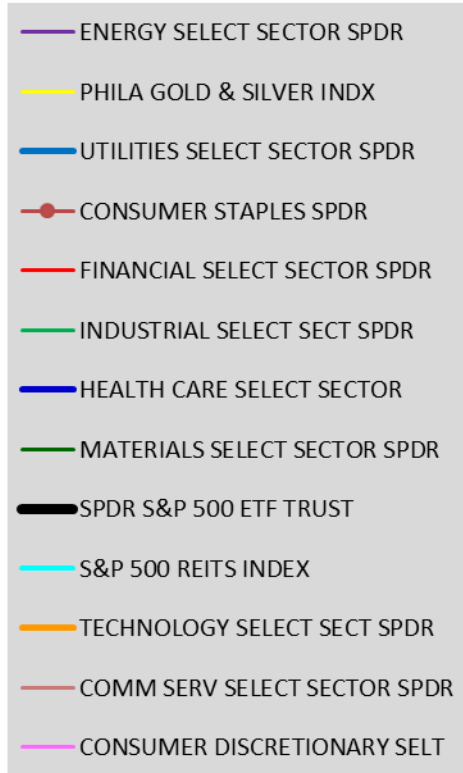 ENERGY SELECT SECTOR SPDR
PHILA GOLD & SILVER INDX
UTILITIES SELECT SECTOR SPDR
CONSUMER STAPLES SPDR
FINANCIAL SELECT SECTOR SPDR
INDUSTRIAL SELECT SECT SPDR
HEALTH CARE SELECT SECTOR
MATERIALS SELECT SECTOR SPDR
SPDR S&P 500 ETF TRUST
S&P 500 REITS INDEX
TECHNOLOGY SELECT SECT SPDR
COMM SERV SELECT SECTOR SPDR
CONSUMER DISCRETIONARY SELT